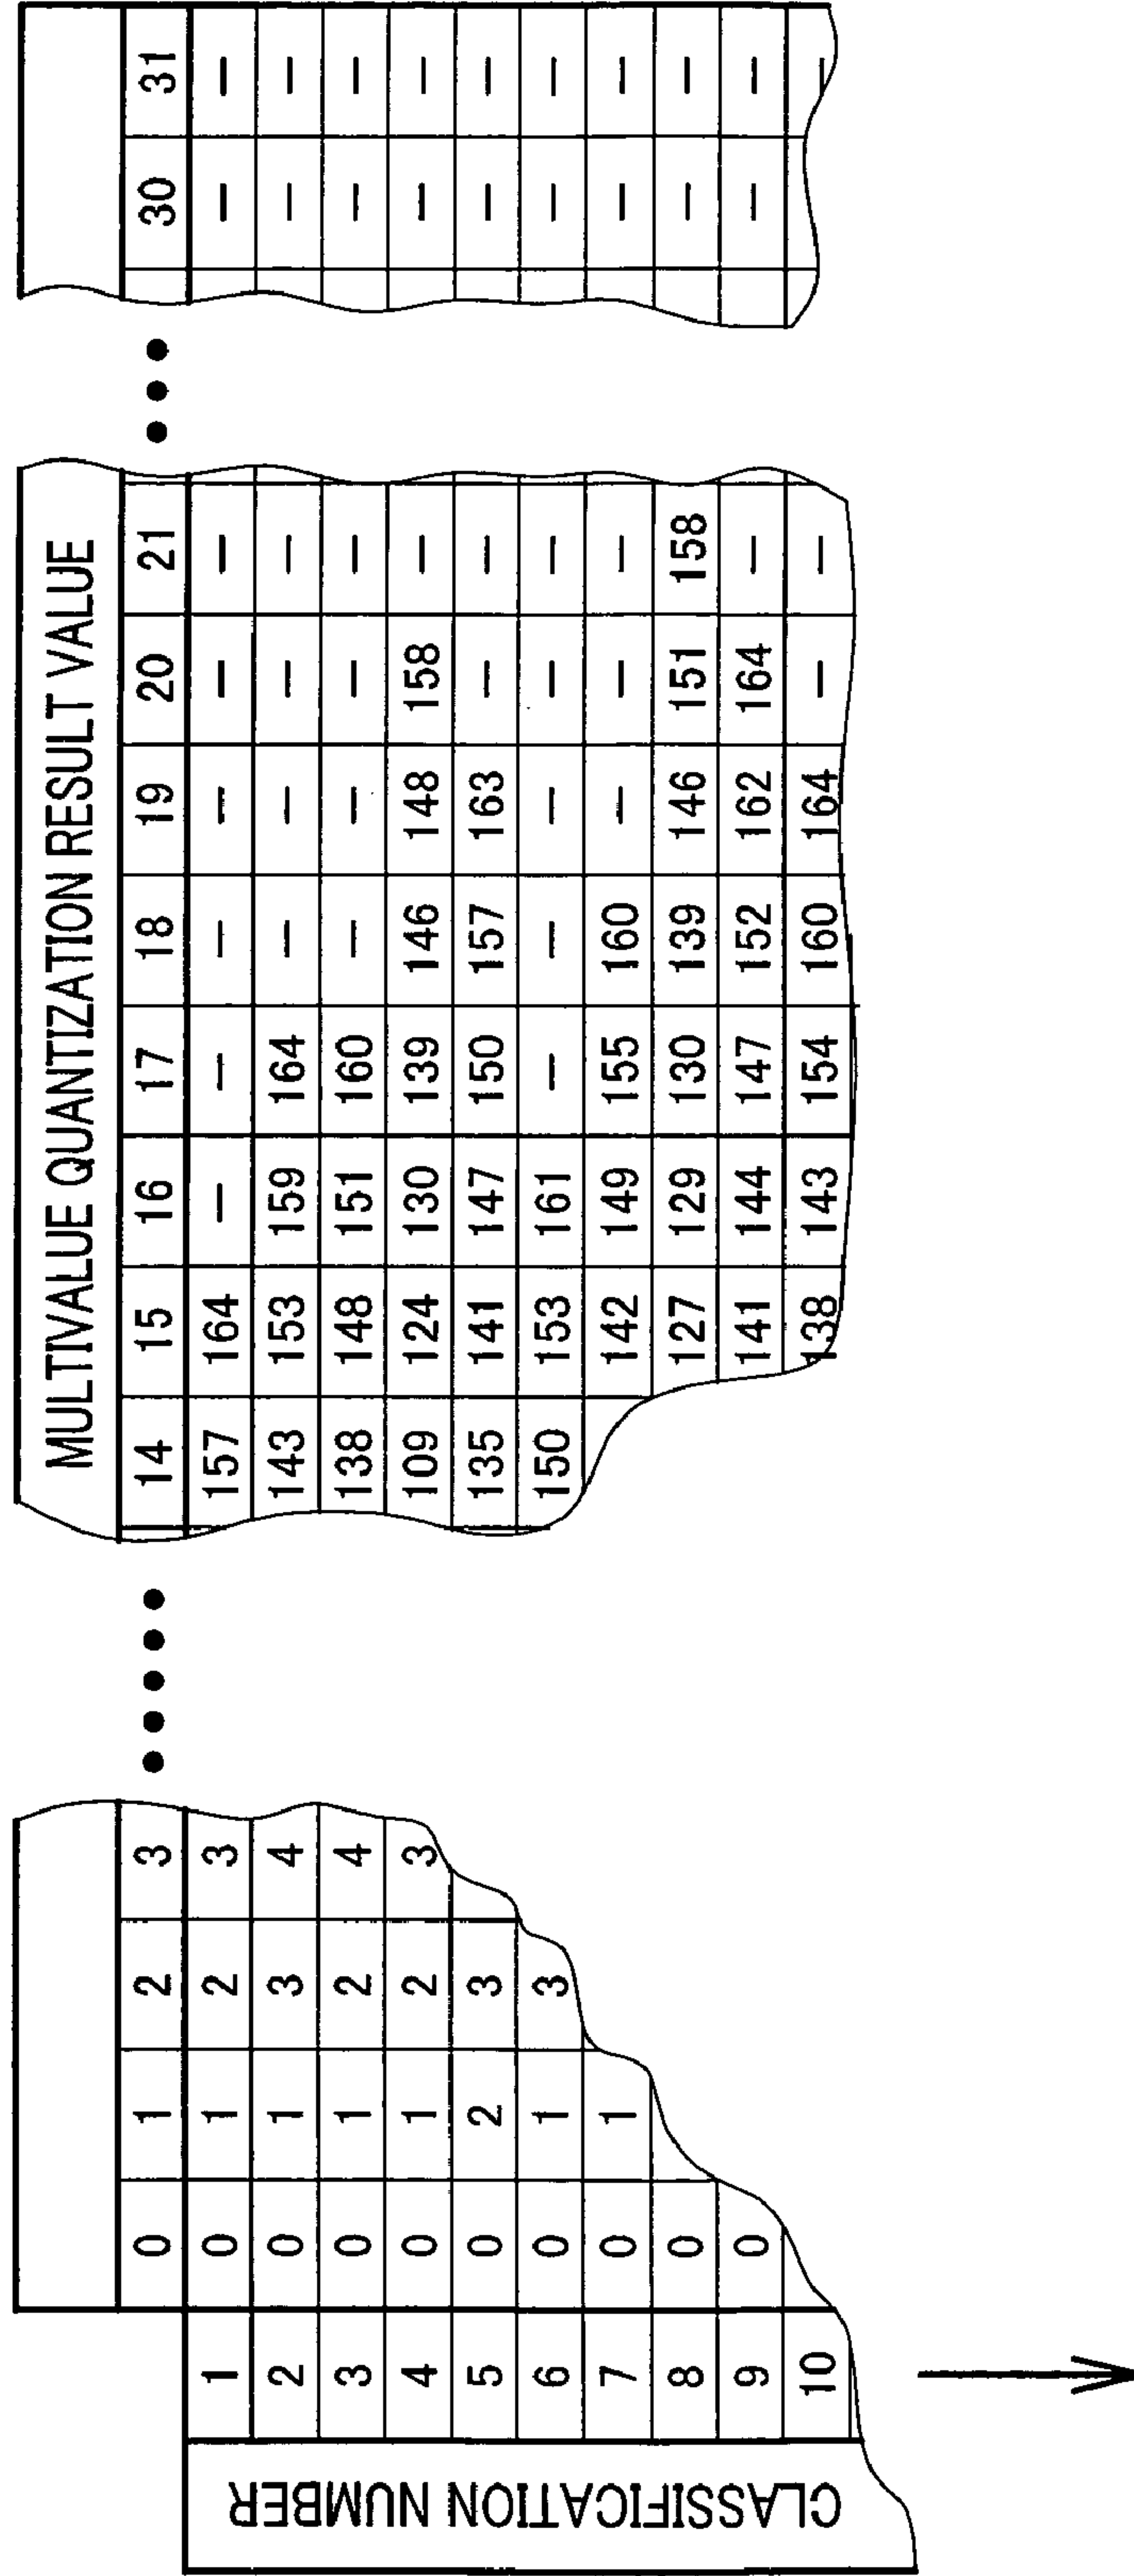 MULTIVALUE QUANTIZATION RESULT VALUE
0 1 2 3 ••••• 14 15 16 17 18 19 20 21 ••• 30 31
CLASSIFICATION NUMBER
1 0 1 2 3 157 164 — — — — — — — —
2 0 1 3 4 143 153 159 164 — — — — — —
3 0 1 2 4 138 148 151 160 — — — — — —
4 0 1 2 3 109 124 130 139 146 148 158 — — —
5 0 2 3 135 141 147 150 157 163 — — — —
6 0 1 3 150 153 161 — — — — — — —
7 0 1 142 149 155 160 — — — — —
8 0 127 129 130 139 146 151 158 — —
9 0 141 144 147 152 162 164 — — —
10 138 143 154 160 164 — — —